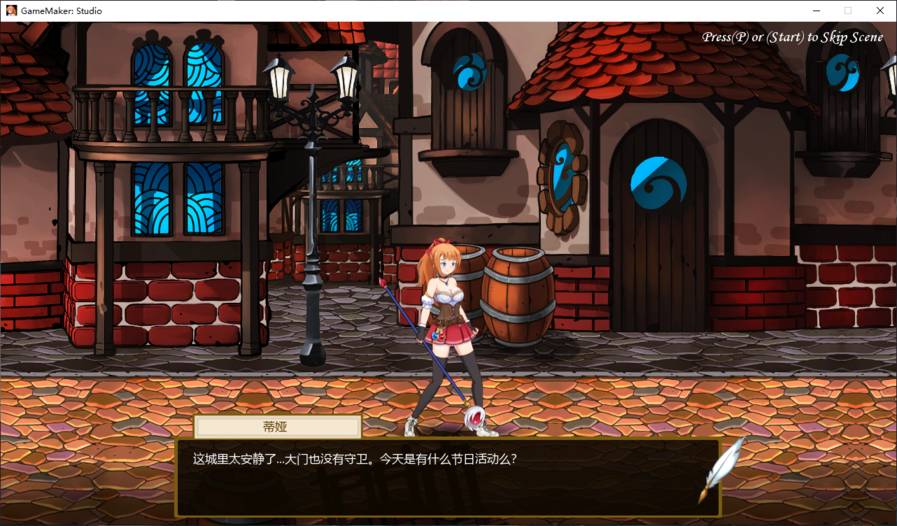 GameMaker: Studio
Press(P) or (Start) to Skip Scene
蒂娅
这城里太安静了...大门也没有守卫。今天是有什么节日活动么?